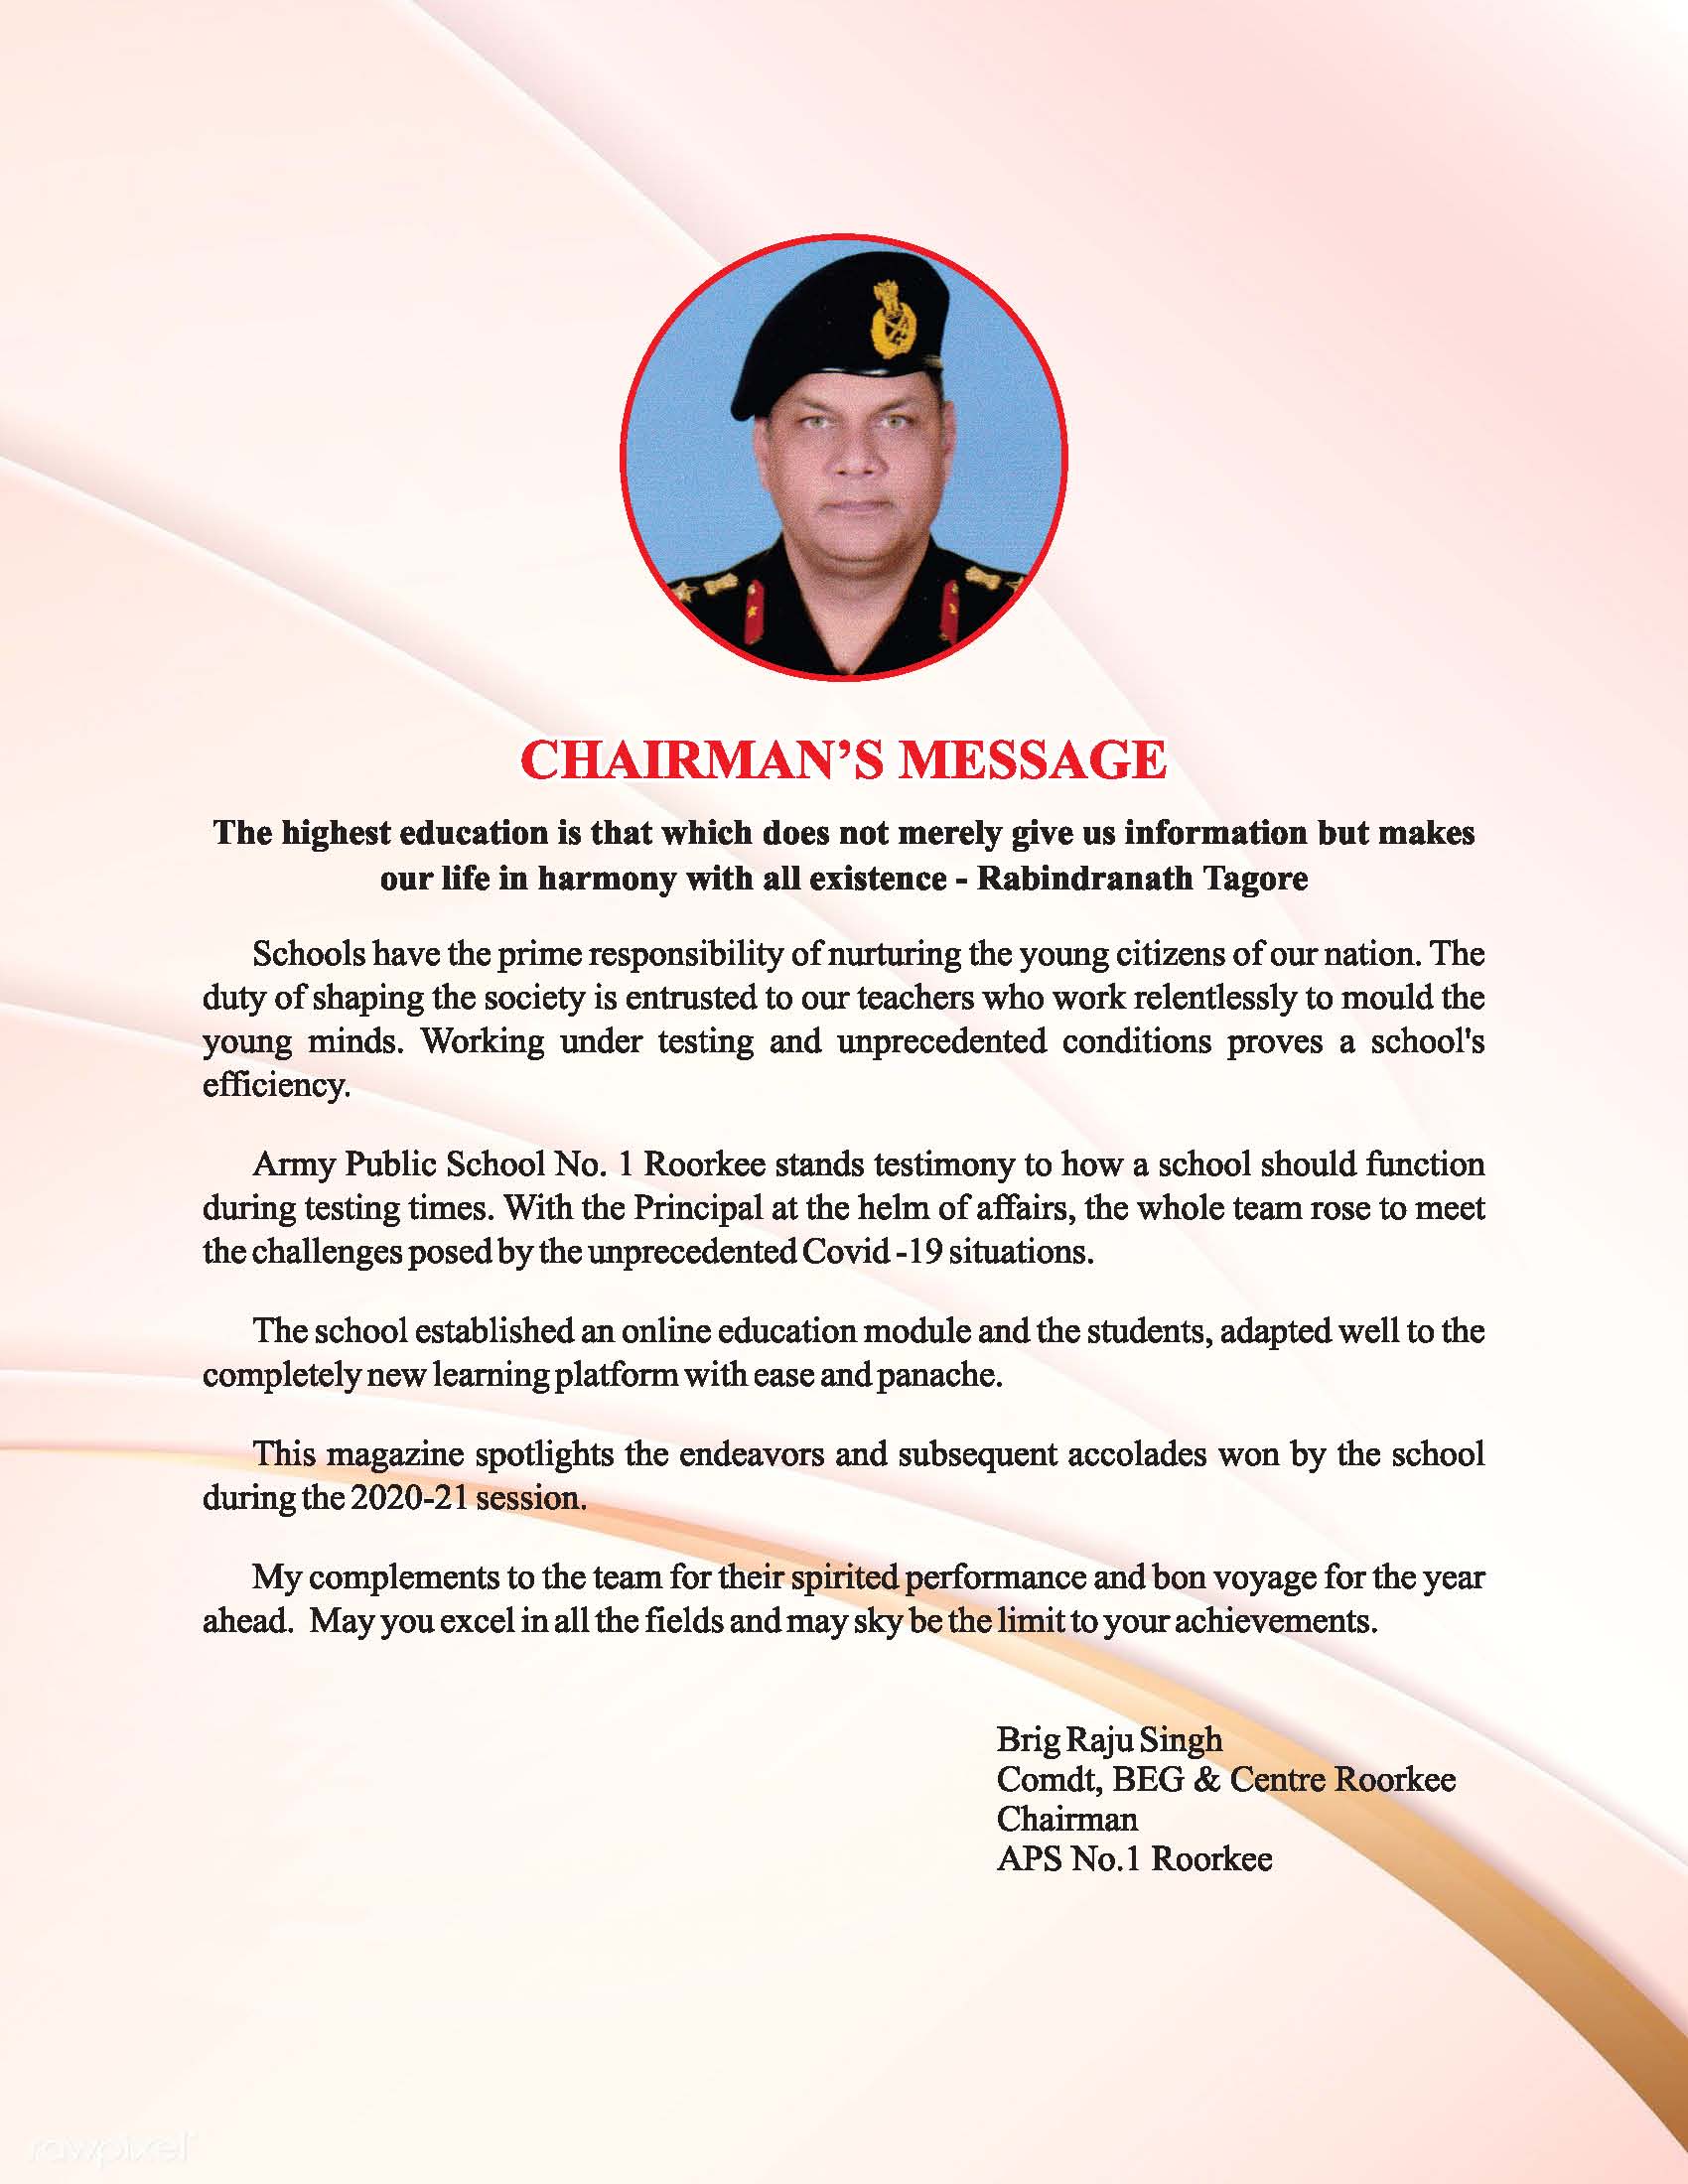 CHAIRMAN’S MESSAGE
The highest education is that which does not merely give us information but makes
our life in harmony with all existence - Rabindranath Tagore
Schools have the prime responsibility of nurturing the young citizens of our nation. The
duty of shaping the society is entrusted to our teachers who work relentlessly to mould the
young minds. Working under testing and unprecedented conditions proves a school's
efficiency.
Army Public School No. 1 Roorkee stands testimony to how a school should function
during testing times. With the Principal at the helm of affairs, the whole team rose to meet
the challenges posed by the unprecedented Covid -19 situations.
The school established an online education module and the students, adapted well to the
completely new learning platform with ease and panache.
This magazine spotlights the endeavors and subsequent accolades won by the school
during the 2020-21 session.
My complements to the team for their spirited performance and bon voyage for the year
ahead.  May you excel in all the fields and may sky be the limit to your achievements.
Brig Raju Singh
Comdt, BEG & Centre Roorkee
Chairman
APS No.1 Roorkee
rawpixel